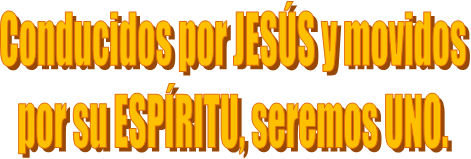 Conducidos por JESÚS y movidos
por su ESPÍRITU, seremos UNO.